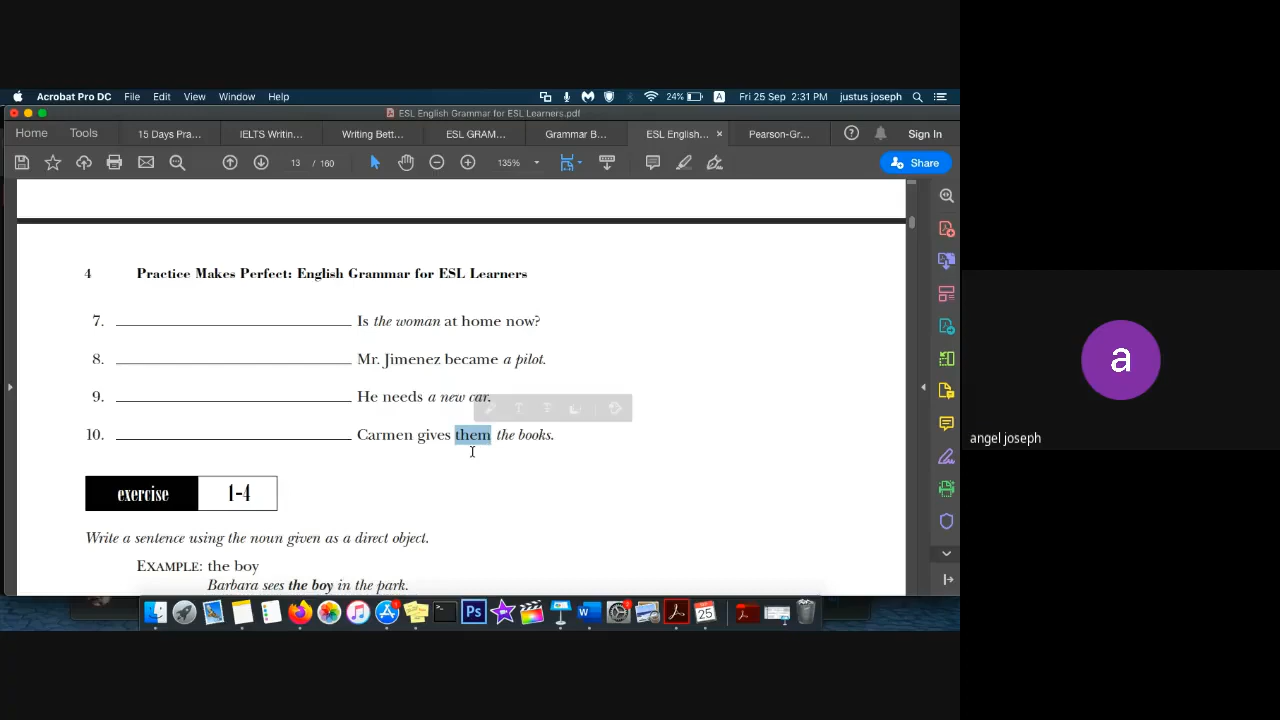 Acrobat Pro DC File Edit View Window Help 24% A Fri 25 Sep 2:31 PM justus joseph
ESL English Grammar for ESL Learners.pdf
Home Tools 15 Days Pra... IELTS Writin... Writing Bett... ESL GRAM... Grammar B... ESL English... × Pearson-Gr... Sign In
13 / 160 135% Share
4 Practice Makes Perfect: English Grammar for ESL Learners
7. Is the woman at home now?
8. Mr. Jimenez became a pilot.
9. He needs a new car.
10. Carmen gives them the books.
exercise 1-4
Write a sentence using the noun given as a direct object.
EXAMPLE: the boy
Barbara sees the boy in the park.
a
angel joseph
Ps W 25